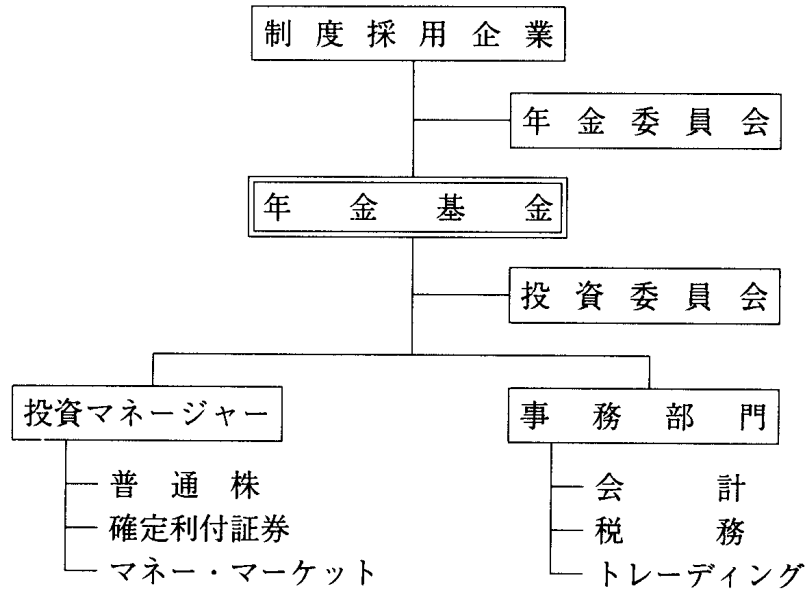 制度採用企業
年金委員会
年金基金
投資委員会
投資マネージャー
普通株
確定利付証券
マネー・マーケット
事務部門
会計
税務
トレーディング